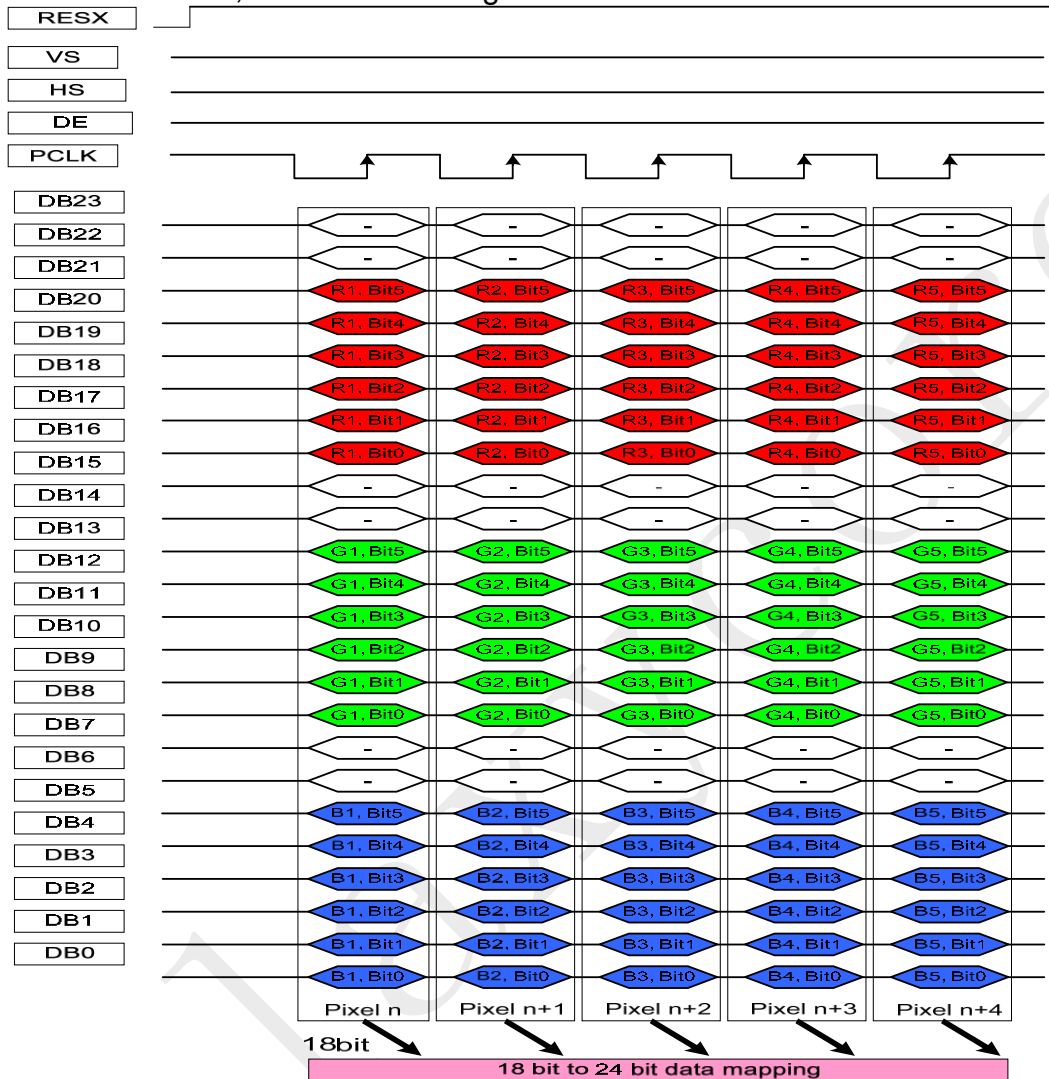 RESX
VS
HS
DE
PCLK
DB23
- - - - -
DB22
- - - - -
DB21
R1, Bit5 R2, Bit5 R3, Bit5 R4, Bit5 R5, Bit5
DB20
R1, Bit4 R2, Bit4 R3, Bit4 R4, Bit4 R5, Bit4
DB19
R1, Bit3 R2, Bit3 R3, Bit3 R4, Bit3 R5, Bit3
DB18
R1, Bit2 R2, Bit2 R3, Bit2 R4, Bit2 R5, Bit2
DB17
R1, Bit1 R2, Bit1 R3, Bit1 R4, Bit1 R5, Bit1
DB16
R1, Bit0 R2, Bit0 R3, Bit0 R4, Bit0 R5, Bit0
DB15
- - - - -
DB14
- - - - -
DB13
G1, Bit5 G2, Bit5 G3, Bit5 G4, Bit5 G5, Bit5
DB12
G1, Bit4 G2, Bit4 G3, Bit4 G4, Bit4 G5, Bit4
DB11
G1, Bit3 G2, Bit3 G3, Bit3 G4, Bit3 G5, Bit3
DB10
G1, Bit2 G2, Bit2 G3, Bit2 G4, Bit2 G5, Bit2
DB9
G1, Bit1 G2, Bit1 G3, Bit1 G4, Bit1 G5, Bit1
DB8
G1, Bit0 G2, Bit0 G3, Bit0 G4, Bit0 G5, Bit0
DB7
- - - - -
DB6
- - - - -
DB5
B1, Bit5 B2, Bit5 B3, Bit5 B4, Bit5 B5, Bit5
DB4
B1, Bit4 B2, Bit4 B3, Bit4 B4, Bit4 B5, Bit4
DB3
B1, Bit3 B2, Bit3 B3, Bit3 B4, Bit3 B5, Bit3
DB2
B1, Bit2 B2, Bit2 B3, Bit2 B4, Bit2 B5, Bit2
DB1
B1, Bit1 B2, Bit1 B3, Bit1 B4, Bit1 B5, Bit1
DB0
B1, Bit0 B2, Bit0 B3, Bit0 B4, Bit0 B5, Bit0
Pixel n Pixel n+1 Pixel n+2 Pixel n+3 Pixel n+4
18bit
18 bit to 24 bit data mapping